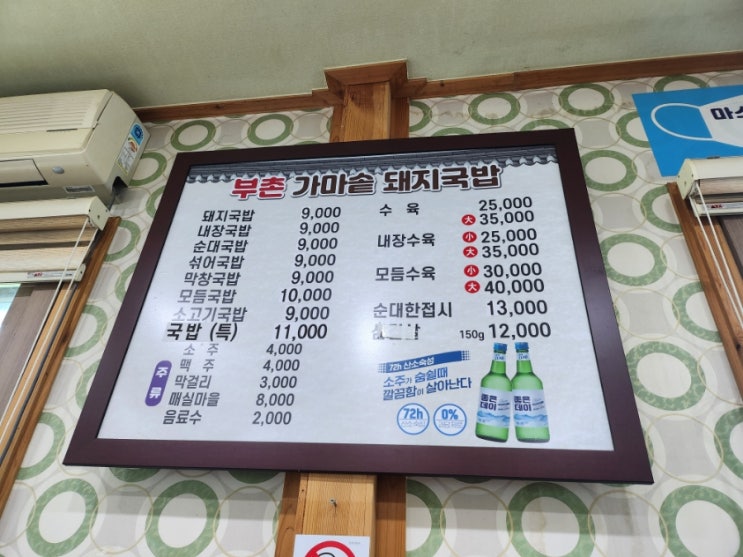 부촌 가마솥 돼지국밥
돼지국밥 9,000
내장국밥 9,000
순대국밥 9,000
섞어국밥 9,000
막창국밥 9,000
모듬국밥 10,000
소고기국밥 9,000
국밥 (특) 11,000
주류
소주 4,000
맥주 4,000
막걸리 3,000
매실마을 8,000
음료수 2,000
수육 25,000
大 35,000
내장수육 小 25,000
大 35,000
모듬수육 小 30,000
大 40,000
순대한접시 13,000
150g 12,000
72h 산소숙성
소주가 숨쉴때
깔끔함이 살아난다
72h
0%
좋은
데이
좋은
데이
마스